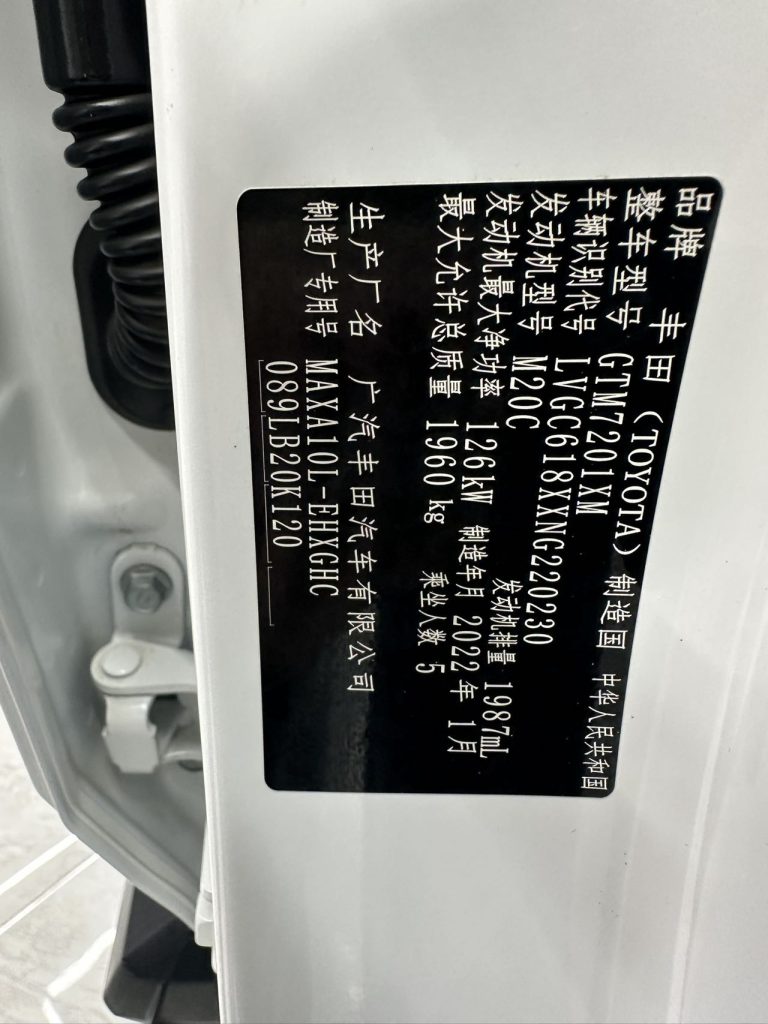 品牌 丰田 (TOYOTA) 制造国 中华人民共和国
整车型号 GTM7201XM
车辆识别代号 LVGC618XXNG220230
发动机型号 M20C 发动机排量 1987mL
发动机最大净功率 126kW 制造年月 2022年1月
最大允许总质量 1960kg 乘坐人数 5
生产厂名 广汽丰田汽车有限公司
制造厂专用号 MAXA10L-EHXGHC
089LB20K120